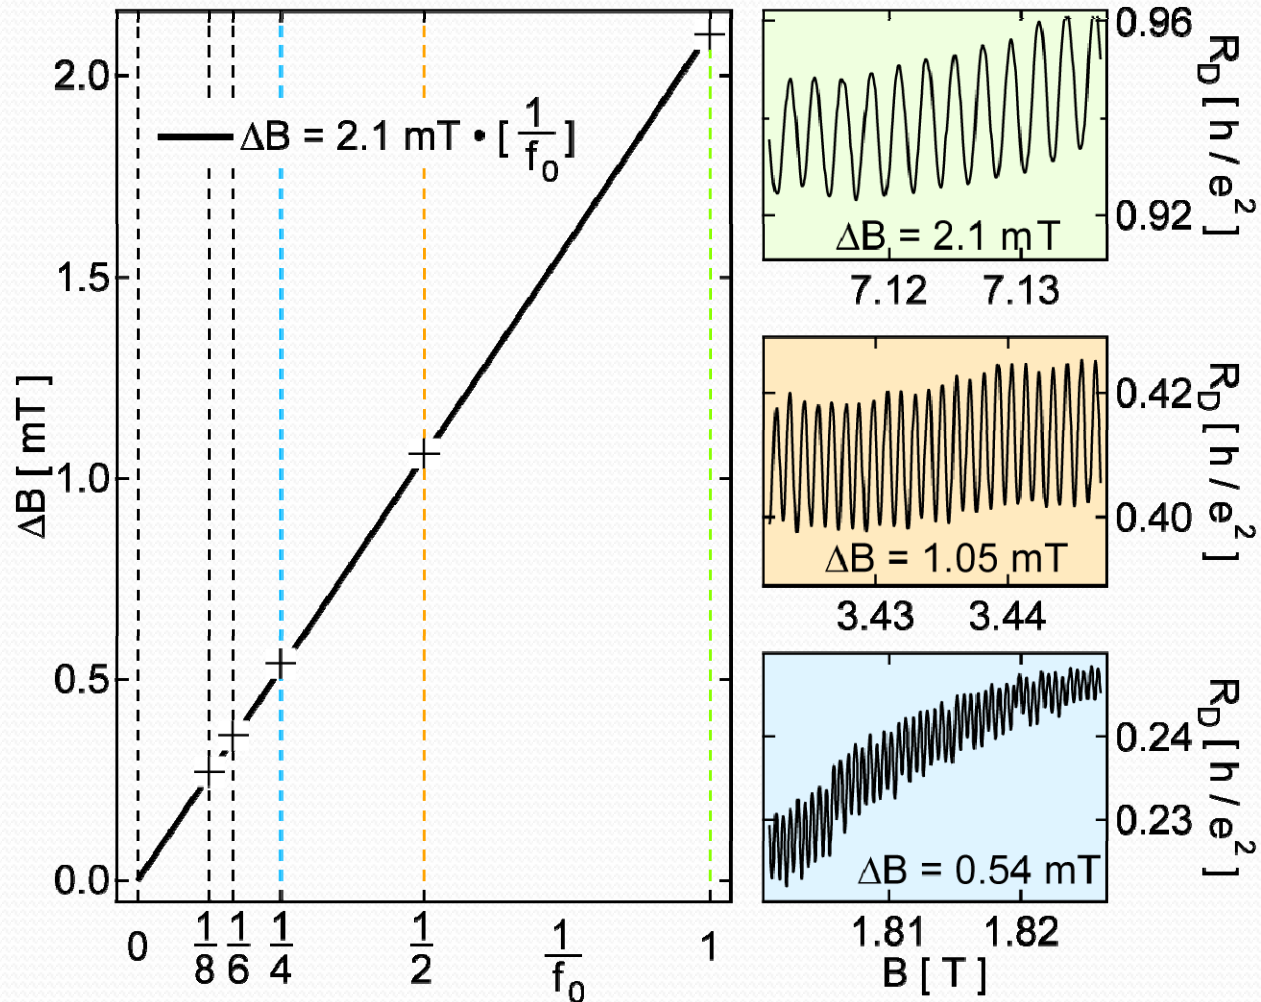 2.0
1.5
1.0
0.5
0.0
ΔB [ mT ]
ΔB = 2.1 mT • [ 1/f₀ ]
0
1/8
1/6
1/4
1/2
1/f₀
1
0.96
0.92
R_D [ h / e² ]
ΔB = 2.1 mT
7.12 7.13
0.42
0.40
R_D [ h / e² ]
ΔB = 1.05 mT
3.43 3.44
0.24
0.23
R_D [ h / e² ]
ΔB = 0.54 mT
1.81 1.82
B [ T ]